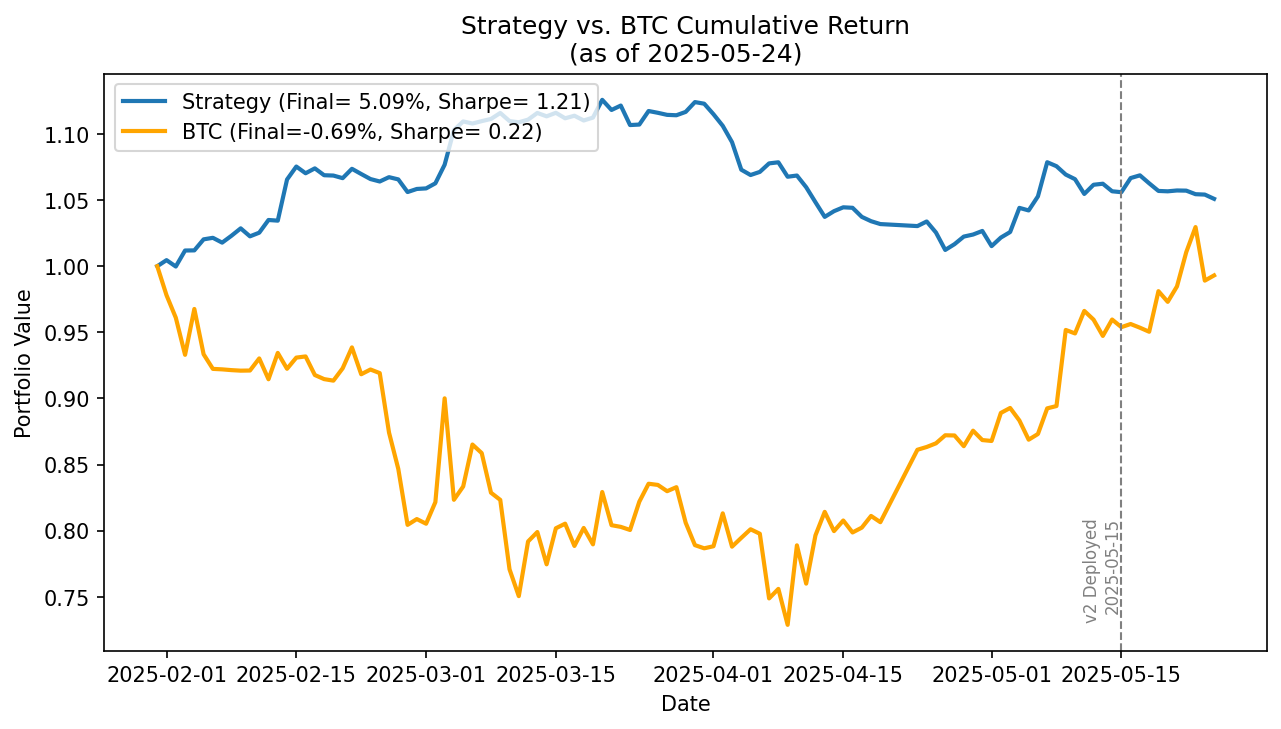 Strategy vs. BTC Cumulative Return
(as of 2025-05-24)
Strategy (Final= 5.09%, Sharpe= 1.21)
BTC (Final=-0.69%, Sharpe= 0.22)
Portfolio Value
1.10
1.05
1.00
0.95
0.90
0.85
0.80
0.75
v2 Deployed
2025-05-15
2025-02-01
2025-02-15
2025-03-01
2025-03-15
2025-04-01
2025-04-15
2025-05-01
2025-05-15
Date